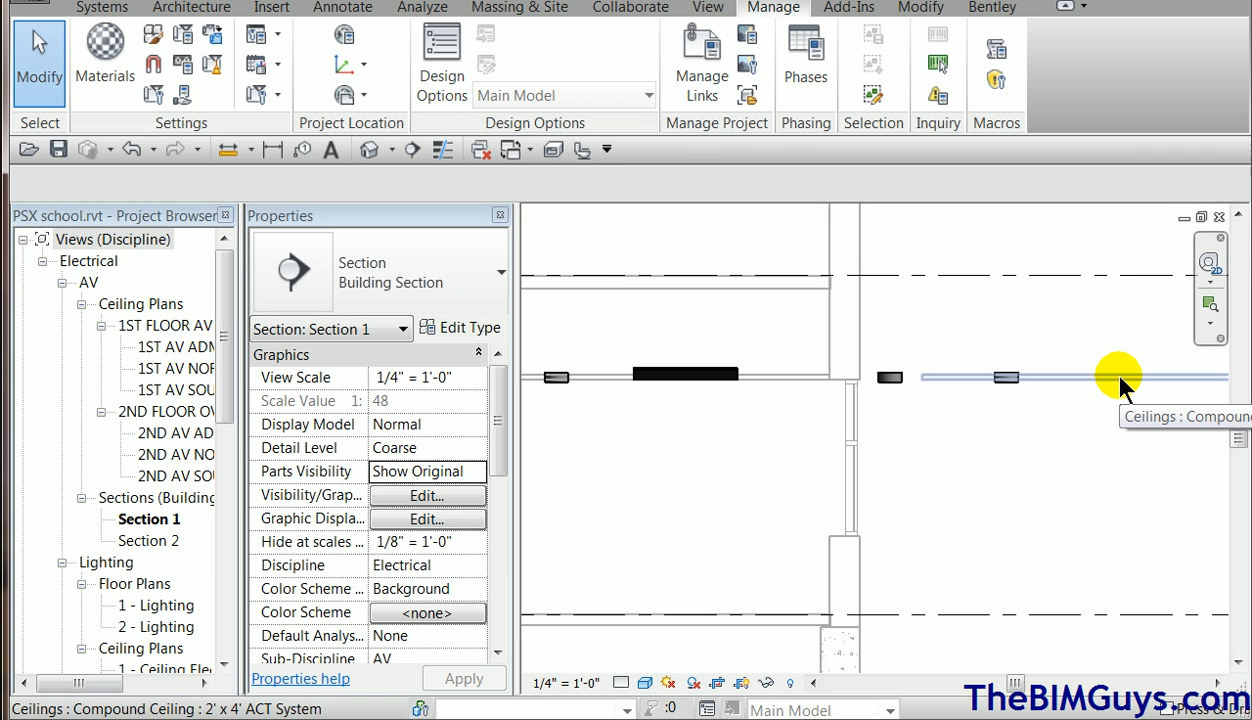 Systems Architecture Insert Annotate Analyze Massing & Site Collaborate View Manage Add-Ins Modify Bentley
Modify
Materials
Design
Options
Main Model
Manage
Links
Phases
Select Settings Project Location Design Options Manage Project Phasing Selection Inquiry Macros
PSX school.rvt - Project Browser
Views (Discipline)
Electrical
AV
Ceiling Plans
1ST FLOOR AV
1ST AV ADM
1ST AV NOR
1ST AV SOU
2ND FLOOR OV
2ND AV AD
2ND AV NO
2ND AV SOU
Sections (Building
Section 1
Section 2
Lighting
Floor Plans
1 - Lighting
2 - Lighting
Ceiling Plans
1 - Ceiling Elec
Properties
Section
Building Section
Section: Section 1 Edit Type
Graphics
View Scale 1/4" = 1'-0"
Scale Value 1: 48
Display Model Normal
Detail Level Coarse
Parts Visibility Show Original
Visibility/Grap... Edit...
Graphic Displa... Edit...
Hide at scales ... 1/8" = 1'-0"
Discipline Electrical
Color Scheme ... Background
Color Scheme <none>
Default Analys... None
Sub-Discipline AV
Properties help Apply
2D
Ceilings : Compound
1/4" = 1'-0"
Ceilings : Compound Ceiling : 2' x 4' ACT System
:0
Main Model
Press & Dra
TheBIMGuys.com